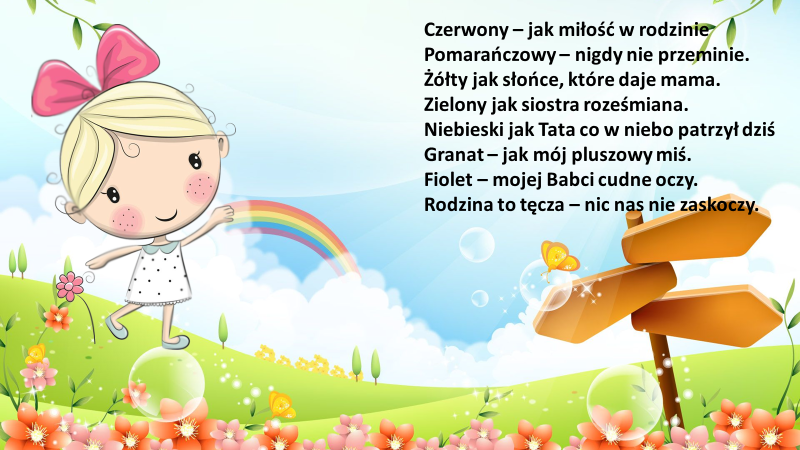 Czerwony – jak miłość w rodzinie
Pomarańczowy – nigdy nie przeminie.
Żółty jak słońce, które daje mama.
Zielony jak siostra roześmiana.
Niebieski jak Tata co w niebo patrzył dziś
Granat – jak mój pluszowy miś.
Fiolet – mojej Babci cudne oczy.
Rodzina to tęcza – nic nas nie zaskoczy.